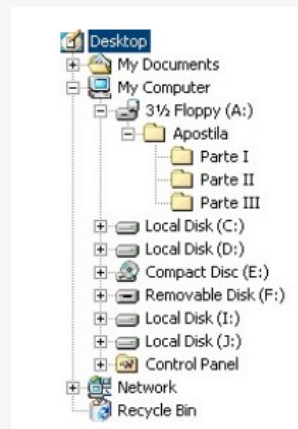 Desktop
My Documents
My Computer
3½ Floppy (A:)
Apostila
Parte I
Parte II
Parte III
Local Disk (C:)
Local Disk (D:)
Compact Disc (E:)
Removable Disk (F:)
Local Disk (I:)
Local Disk (J:)
Control Panel
Network
Recycle Bin